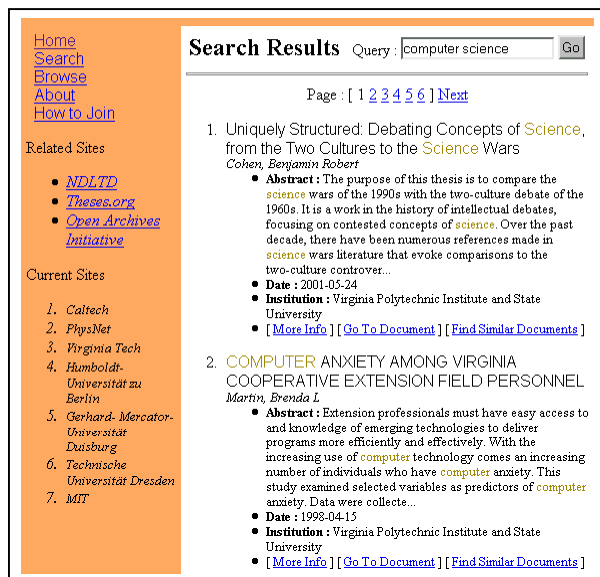 Home
Search
Browse
About
How to Join
Related Sites
• NDLTD
• Theses.org
• Open Archives
Initiative
Current Sites
1. Caltech
2. PhysNet
3. Virginia Tech
4. Humboldt-
Universität zu
Berlin
5. Gerhard- Mercator-
Universität
Duisburg
6. Technische
Universität Dresden
7. MIT
Search Results Query : computer science Go
Page : [ 1 2 3 4 5 6 ] Next
1. Uniquely Structured: Debating Concepts of Science,
from the Two Cultures to the Science Wars
Cohen, Benjamin Robert
• Abstract : The purpose of this thesis is to compare the
science wars of the 1990s with the two-culture debate of the
1960s. It is a work in the history of intellectual debates,
focusing on contested concepts of science. Over the past
decade, there have been numerous references made in
science wars literature that evoke comparisons to the
two-culture controver...
• Date : 2001-05-24
• Institution : Virginia Polytechnic Institute and State
University
• [ More Info ] [ Go To Document ] [ Find Similar Documents ]
2. COMPUTER ANXIETY AMONG VIRGINIA
COOPERATIVE EXTENSION FIELD PERSONNEL
Martin, Brenda L
• Abstract : Extension professionals must have easy access to
and knowledge of emerging technologies to deliver
programs more efficiently and effectively. With the
increasing use of computer technology comes an increasing
number of individuals who have computer anxiety. This
study examined selected variables as predictors of computer
anxiety. Data were collecte...
• Date : 1998-04-15
• Institution : Virginia Polytechnic Institute and State
University
• [ More Info ] [ Go To Document ] [ Find Similar Documents ]